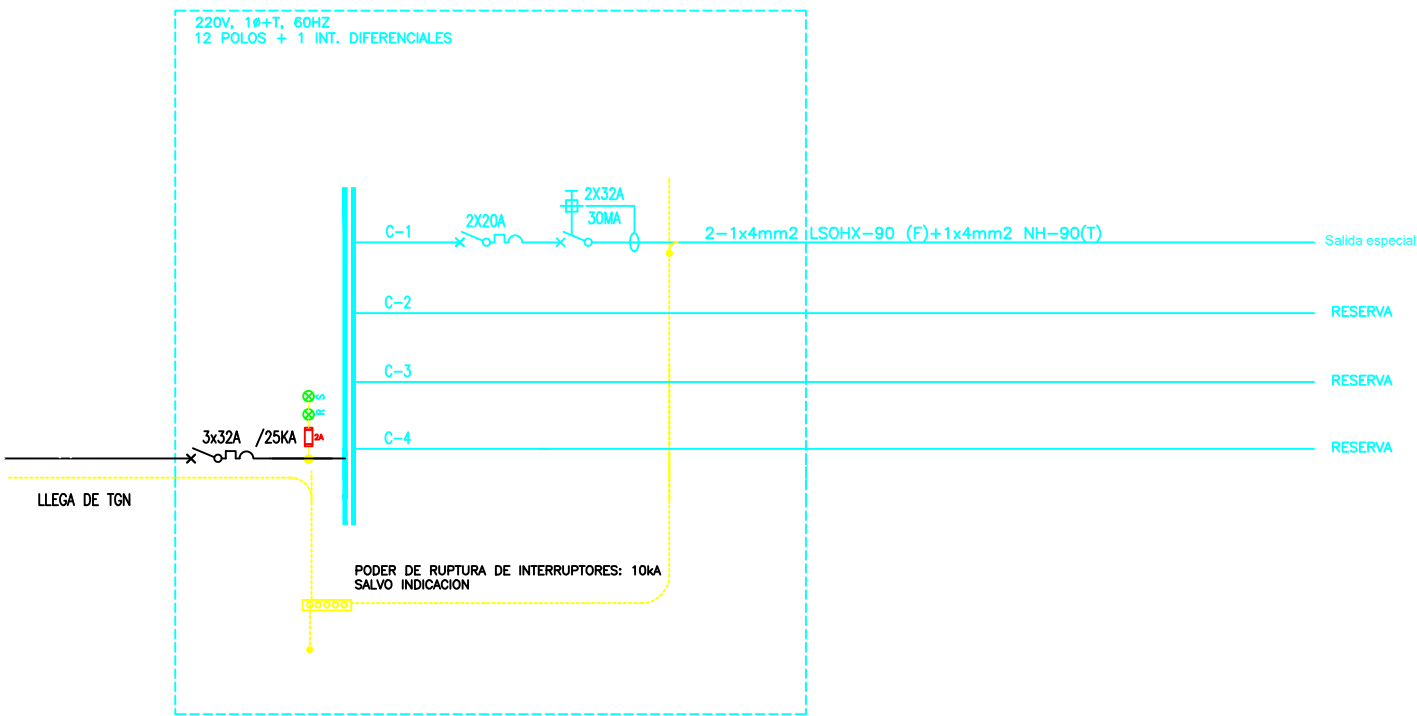 220V, 1ø+T, 60HZ
12 POLOS + 1 INT. DIFERENCIALES
2X32A
30MA
2X20A
C-1
2-1x4mm2 LSOHX-90 (F)+1x4mm2 NH-90(T)
Salida especial
C-2
RESERVA
C-3
RESERVA
S
R
2A
3x32A /25KA
C-4
RESERVA
LLEGA DE TGN
PODER DE RUPTURA DE INTERRUPTORES: 10kA
SALVO INDICACION